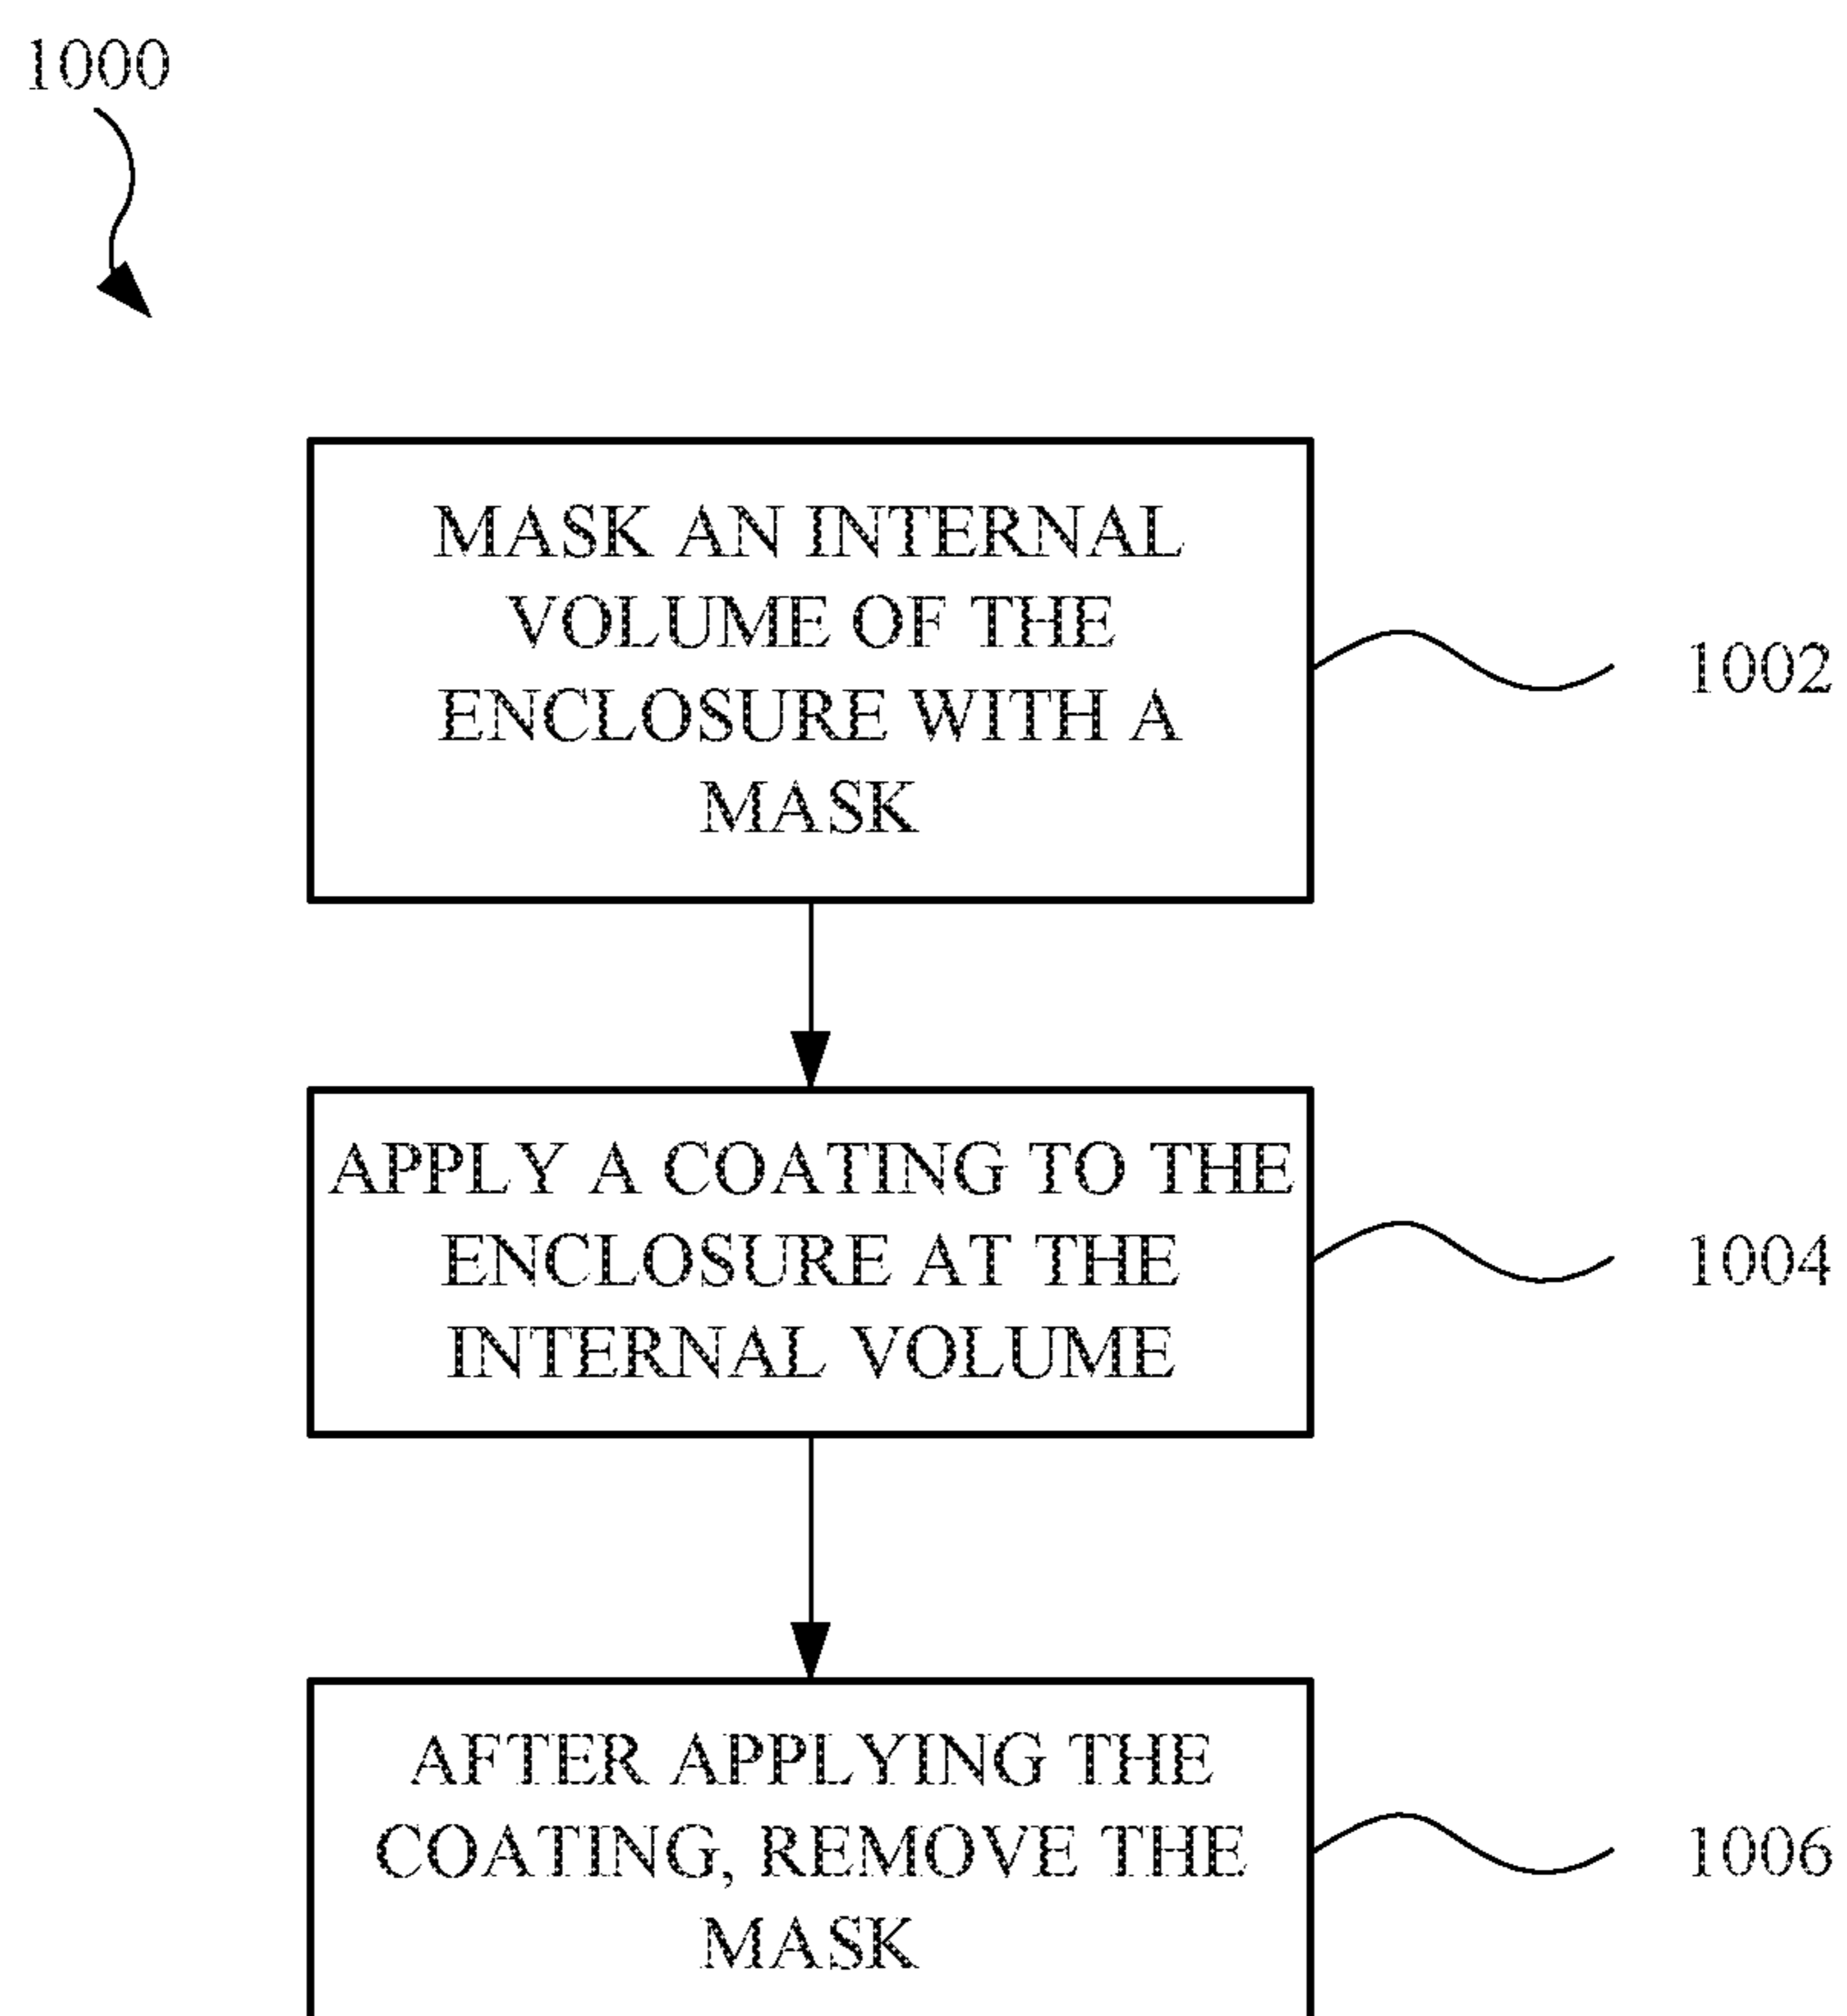 1000
MASK AN INTERNAL
VOLUME OF THE
ENCLOSURE WITH A
MASK
1002
APPLY A COATING TO THE
ENCLOSURE AT THE
INTERNAL VOLUME
1004
AFTER APPLYING THE
COATING, REMOVE THE
MASK
1006